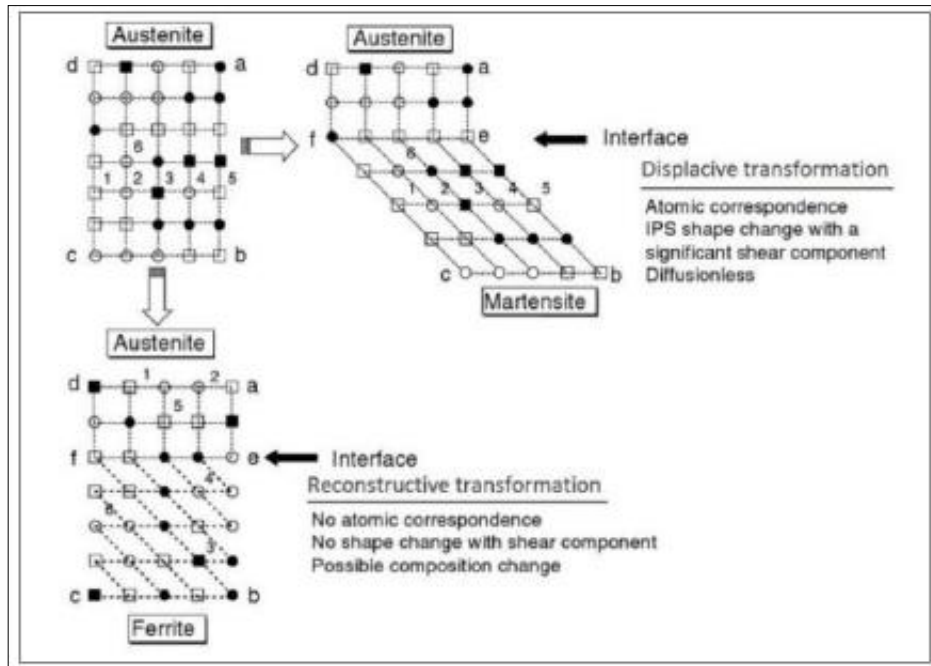 Austenite
d a
6
1 2 3 4 5
c b
Austenite
d a
f e
Interface
6
1 2 3 4 5
c b
Martensite
Displacive transformation
Atomic correspondence
IPS shape change with a
significant shear component
Diffusionless
Austenite
1 2
d a
5
f e
Interface
4
6
3
c b
Ferrite
Reconstructive transformation
No atomic correspondence
No shape change with shear component
Possible composition change